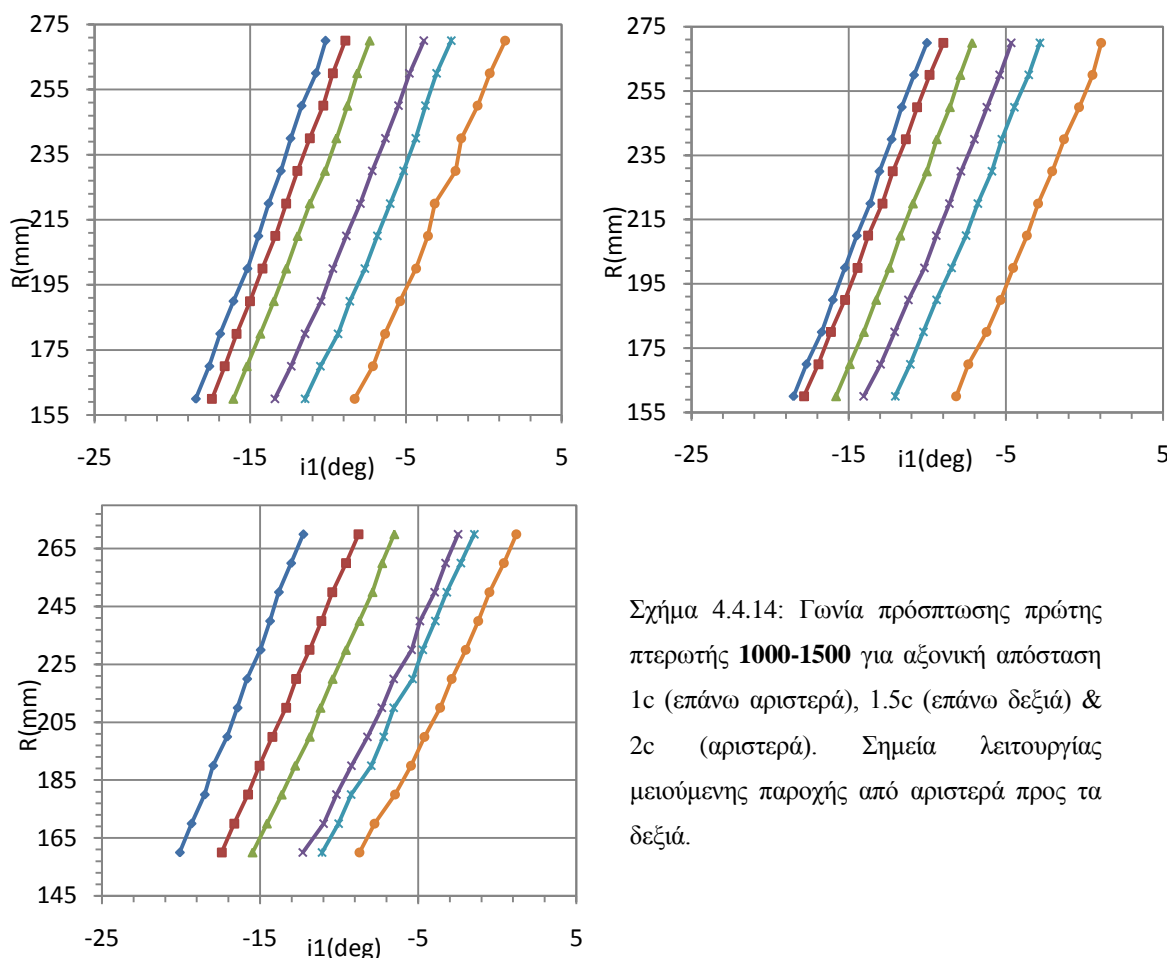 275
255
235
215
195
175
155
R(mm)
-25
-15
-5
5
i1(deg)
275
255
235
215
195
175
155
R(mm)
-25
-15
-5
5
i1(deg)
265
245
225
205
185
165
145
R(mm)
-25
-15
-5
5
i1(deg)
Σχήμα 4.4.14: Γωνία πρόσπτωσης πρώτης
πτερωτής 1000-1500 για αξονική απόσταση
1c (επάνω αριστερά), 1.5c (επάνω δεξιά) &
2c (αριστερά). Σημεία λειτουργίας
μειούμενης παροχής από αριστερά προς τα
δεξιά.